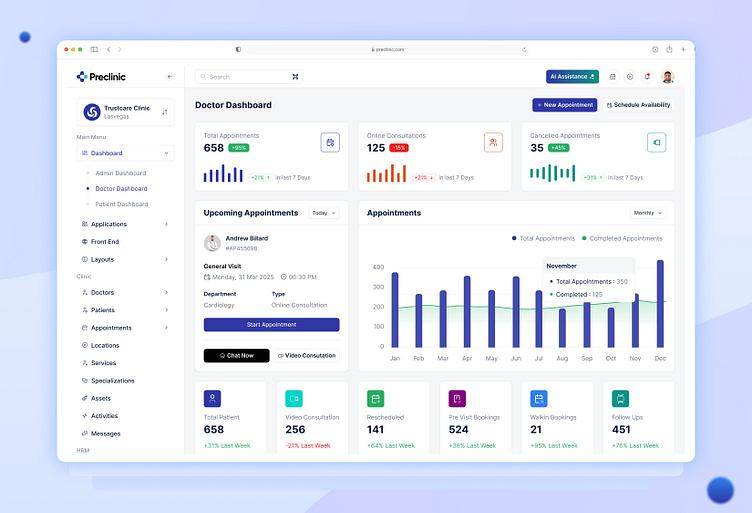 preclinic.com
Preclinic
Search
AI Assistance
Trustcare Clinic
Lasvegas
Main Menu
Dashboard
Admin Dashboard
Doctor Dashboard
Patient Dashboard
Applications
Front End
Layouts
Clinic
Doctors
Patients
Appointments
Locations
Services
Specializations
Assets
Activities
Messages
HRM
Doctor Dashboard
+ New Appointment
Schedule Availability
Total Appointments
658 +95%
+21% in last 7 Days
Online Consultations
125 -15%
+21% in last 7 Days
Cancelled Appointments
35 +45%
+31% in last 7 Days
Upcoming Appointments
Today
Andrew Billard
#AP455698
General Visit
Monday, 31 Mar 2025 06:30 PM
Department Type
Cardiology Online Consultation
Start Appointment
Chat Now Video Consutation
Appointments
Monthly
Total Appointments Completed Appointments
400
300
200
100
0
Jan Feb Mar Apr May Jun Jul Aug Sep Oct Nov Dec
November
Total Appointments : 350
Completed : 125
Total Patient
658
+31% Last Week
Video Consultation
256
-21% Last Week
Rescheduled
141
+64% Last Week
Pre Visit Bookings
524
+38% Last Week
Walkin Bookings
21
+95% Last Week
Follow Ups
451
+76% Last Week